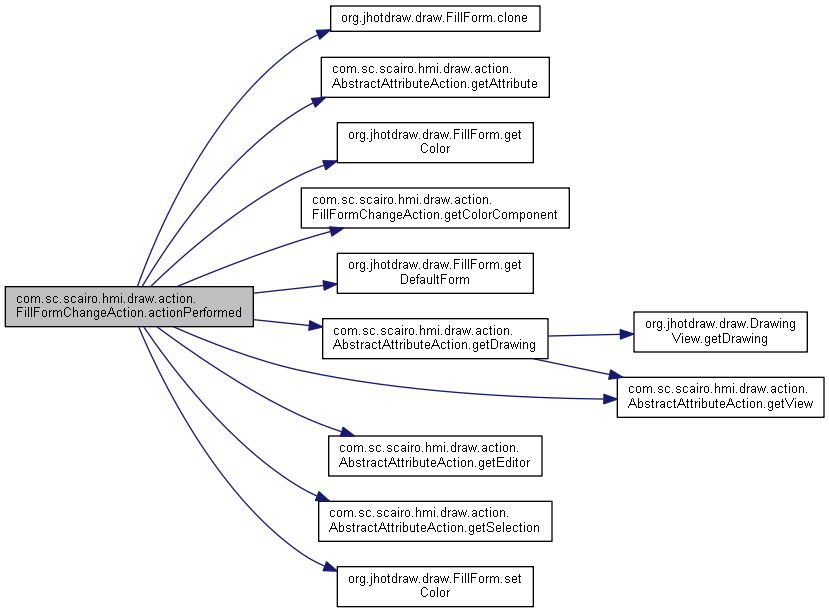 org.jhotdraw.draw.FillForm.clone
com.sc.scairo.hmi.draw.action.
AbstractAttributeAction.getAttribute
org.jhotdraw.draw.FillForm.get
Color
com.sc.scairo.hmi.draw.action.
FillFormChangeAction.getColorComponent
org.jhotdraw.draw.FillForm.get
DefaultForm
com.sc.scairo.hmi.draw.action.
FillFormChangeAction.actionPerformed
com.sc.scairo.hmi.draw.action.
AbstractAttributeAction.getDrawing
org.jhotdraw.draw.Drawing
View.getDrawing
com.sc.scairo.hmi.draw.action.
AbstractAttributeAction.getView
com.sc.scairo.hmi.draw.action.
AbstractAttributeAction.getEditor
com.sc.scairo.hmi.draw.action.
AbstractAttributeAction.getSelection
org.jhotdraw.draw.FillForm.set
Color